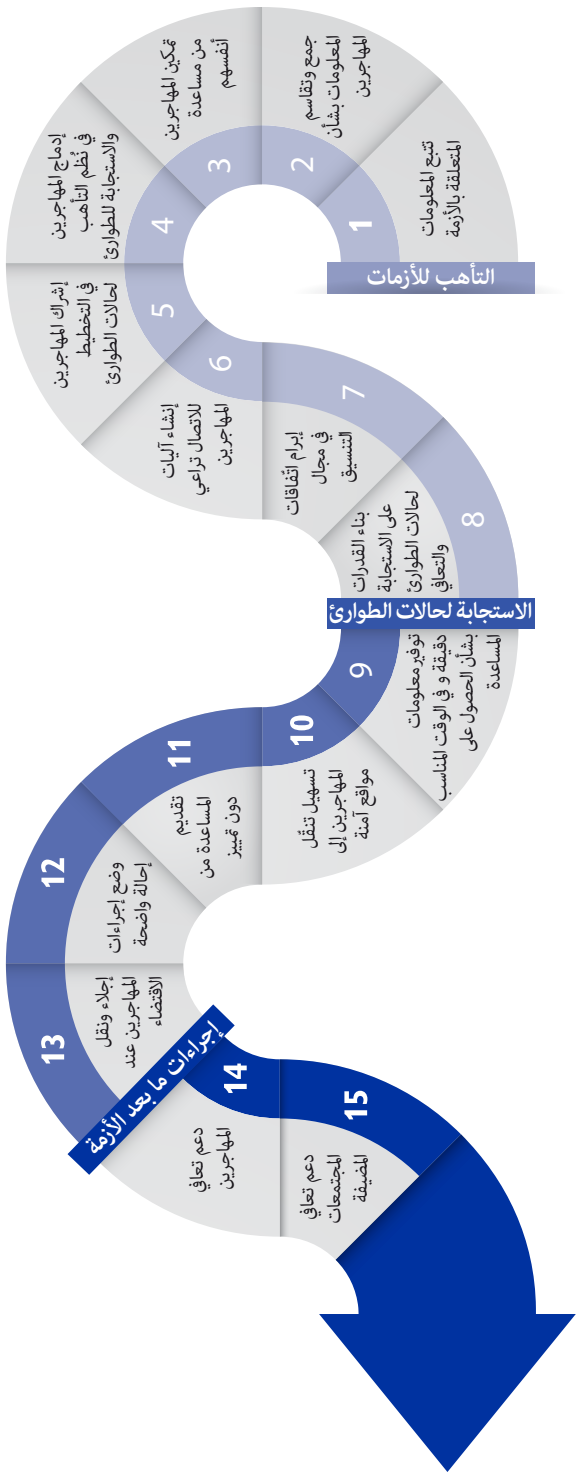 التأهب للأزمات
1
تتبع المعلومات
المتعلقة بالأزمة
2
جمع وتقاسم
المعلومات بشأن
المهاجرين
3
تمكين المهاجرين
من مساعدة
أنفسهم
4
إدماج المهاجرين
في نُظم التأهب
والاستجابة للطوارئ
5
إشراك المهاجرين
في التخطيط
لحالات الطوارئ
6
إنشاء آليات
للاتصال تراعي
المهاجرين
7
إبرام اتّفاقات
في مجال
التنسيق
8
بناء القدرات
على الاستجابة
لحالات الطوارئ
والتعافي
الاستجابة لحالات الطوارئ
9
توفير معلومات
دقيقة و في الوقت المناسب
بشأن الحصول على
المساعدة
10
تسهيل تنقّل
المهاجرين إلى
مواقع آمنة
11
تقديم
المساعدة من
دون تمييز
12
وضع إجراءات
إحالة واضحة
13
إجلاء ونقل
المهاجرين عند
الاقتضاء
إجراءات ما بعد الأزمة
14
دعم تعافي
المهاجرين
15
دعم تعافي
المجتمعات
المضيفة